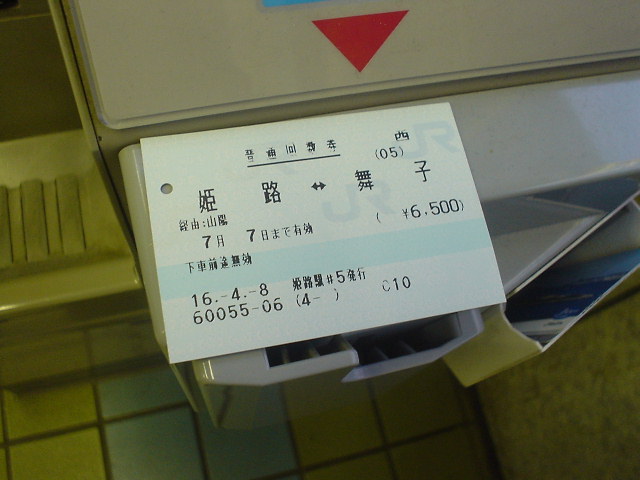 普通回数券
西
(05)
姫路 ↔ 舞子
経由:山陽
( ¥6,500)
7月 7日まで有効
下車前途無効
16.-4.-8 姫路駅#5発行
60055-06 (4- ) C10